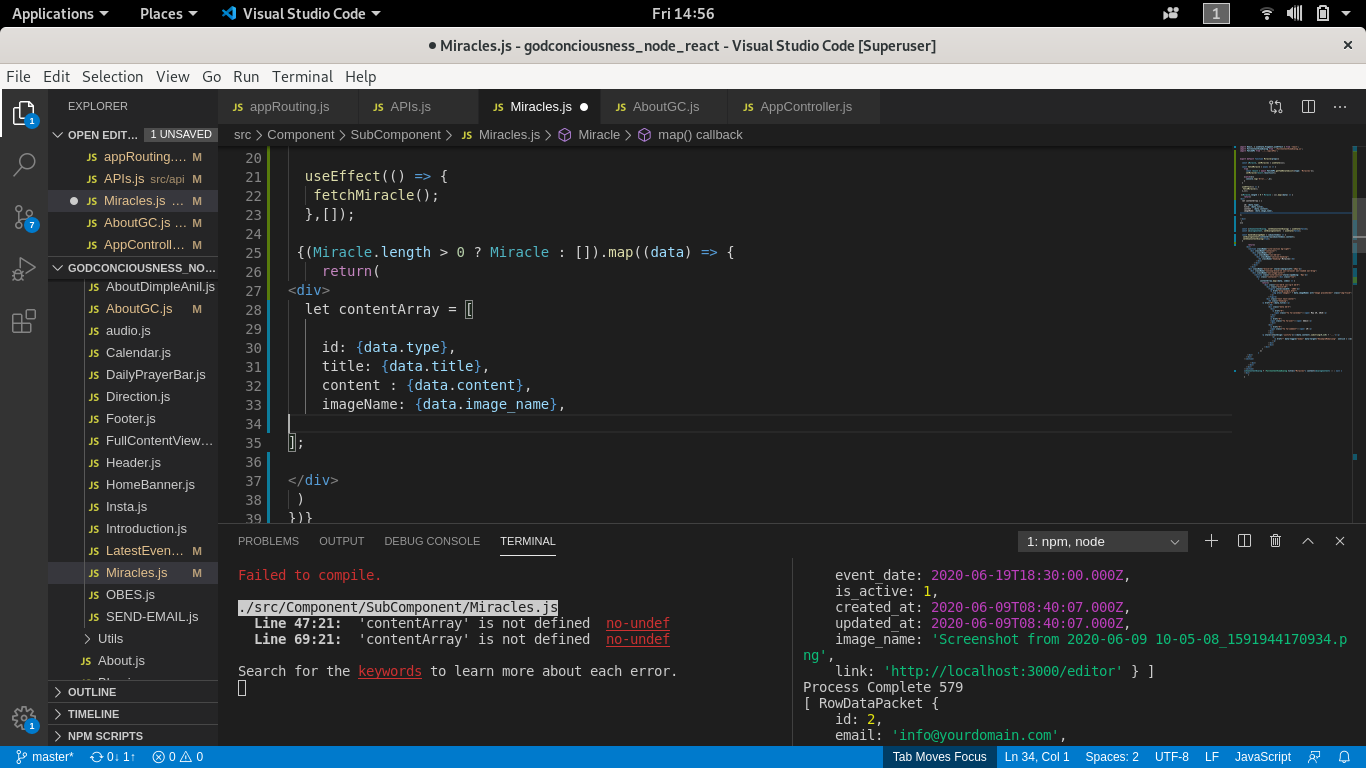 Applications Places Visual Studio Code Fri 14:56 1
Miracles.js - godconciousness_node_react - Visual Studio Code [Superuser]
File Edit Selection View Go Run Terminal Help
EXPLORER
OPEN EDIT... 1 UNSAVED
JS appRouting.... M
JS APIs.js src/api M
JS Miracles.js ... M
JS AboutGC.js ... M
JS AppControll... M
GODCONCIOUSNESS_NO...
JS AboutDimpleAnil.js
JS AboutGC.js M
JS audio.js
JS Calendar.js
JS DailyPrayerBar.js
JS Direction.js
JS Footer.js
JS FullContentView...
JS Header.js
JS HomeBanner.js
JS Insta.js
JS Introduction.js
JS LatestEven... M
JS Miracles.js M
JS OBES.js
JS SEND-EMAIL.js
Utils
JS About.js
OUTLINE
TIMELINE
NPM SCRIPTS
1
7
1
JS appRouting.js JS APIs.js JS Miracles.js JS AboutGC.js JS AppController.js
src > Component > SubComponent > JS Miracles.js > Miracle > map() callback
20
21 useEffect(() => {
22 fetchMiracle();
23 },[]);
24
25 {(Miracle.length > 0 ? Miracle : []).map((data) => {
26 return(
27 <div>
28 let contentArray = [
29
30 id: {data.type},
31 title: {data.title},
32 content : {data.content},
33 imageName: {data.image_name},
34
35 ];
36
37 </div>
38 )
39 })}
PROBLEMS OUTPUT DEBUG CONSOLE TERMINAL 1: npm, node
Failed to compile.
./src/Component/SubComponent/Miracles.js
Line 47:21: 'contentArray' is not defined no-undef
Line 69:21: 'contentArray' is not defined no-undef
Search for the keywords to learn more about each error.
event_date: 2020-06-19T18:30:00.000Z,
is_active: 1,
created_at: 2020-06-09T08:40:07.000Z,
updated_at: 2020-06-09T08:40:07.000Z,
image_name: 'Screenshot from 2020-06-09 10-05-08_1591944170934.p
ng',
link: 'http://localhost:3000/editor' } ]
Process Complete 579
[ RowDataPacket {
id: 2,
email: 'info@yourdomain.com',
master* 0↓ 1↑ 0 0 Tab Moves Focus Ln 34, Col 1 Spaces: 2 UTF-8 LF JavaScript